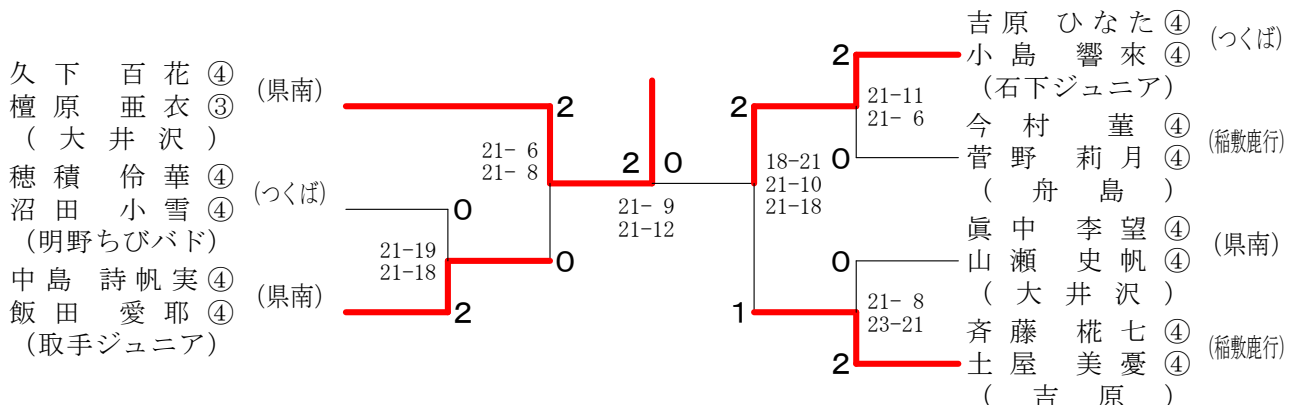 久下 百花④
檀原 亜衣③
(大井沢)
(県南)
穂積 伶華④
沼田 小雪④
(明野ちびバド)
(つくば)
中島 詩帆実④
飯田 愛耶④
(取手ジュニア)
(県南)
2
21- 6
21- 8
0
21-19
21-18
2
0
2 0
21- 9
21-12
2
18-21
21-10
21-18
1
2
21-11
21- 6
0
0
21- 8
23-21
2
吉原 ひなた④
小島 響來④
(石下ジュニア)
(つくば)
今村 菫④
菅野 莉月④
(舟島)
(稲敷鹿行)
眞中 李望④
山瀬 史帆④
(大井沢)
(県南)
斉藤 椛七④
土屋 美憂④
(吉原)
(稲敷鹿行)